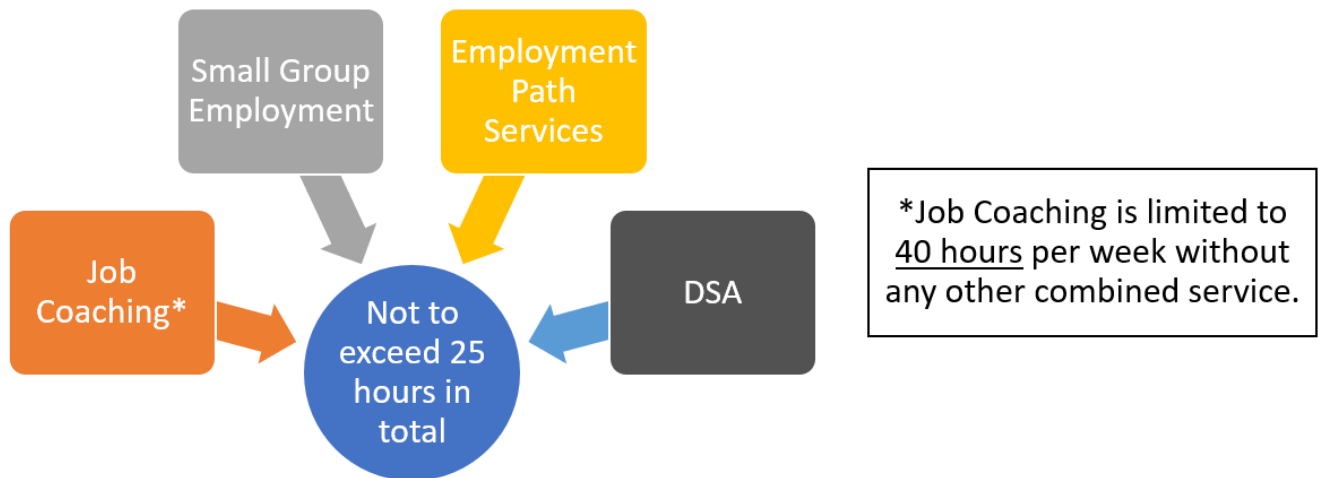 Small Group
Employment
Employment
Path
Services
Job
Coaching*
DSA
Not to
exceed 25
hours in
total
*Job Coaching is limited to
40 hours per week without
any other combined service.